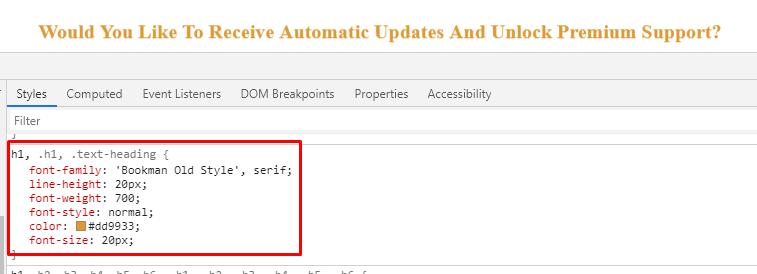 Would You Like To Receive Automatic Updates And Unlock Premium Support?
Styles Computed Event Listeners DOM Breakpoints Properties Accessibility
Filter
}
h1, .h1, .text-heading {
font-family: 'Bookman Old Style', serif;
line-height: 20px;
font-weight: 700;
font-style: normal;
color: #dd9933;
font-size: 20px;
}